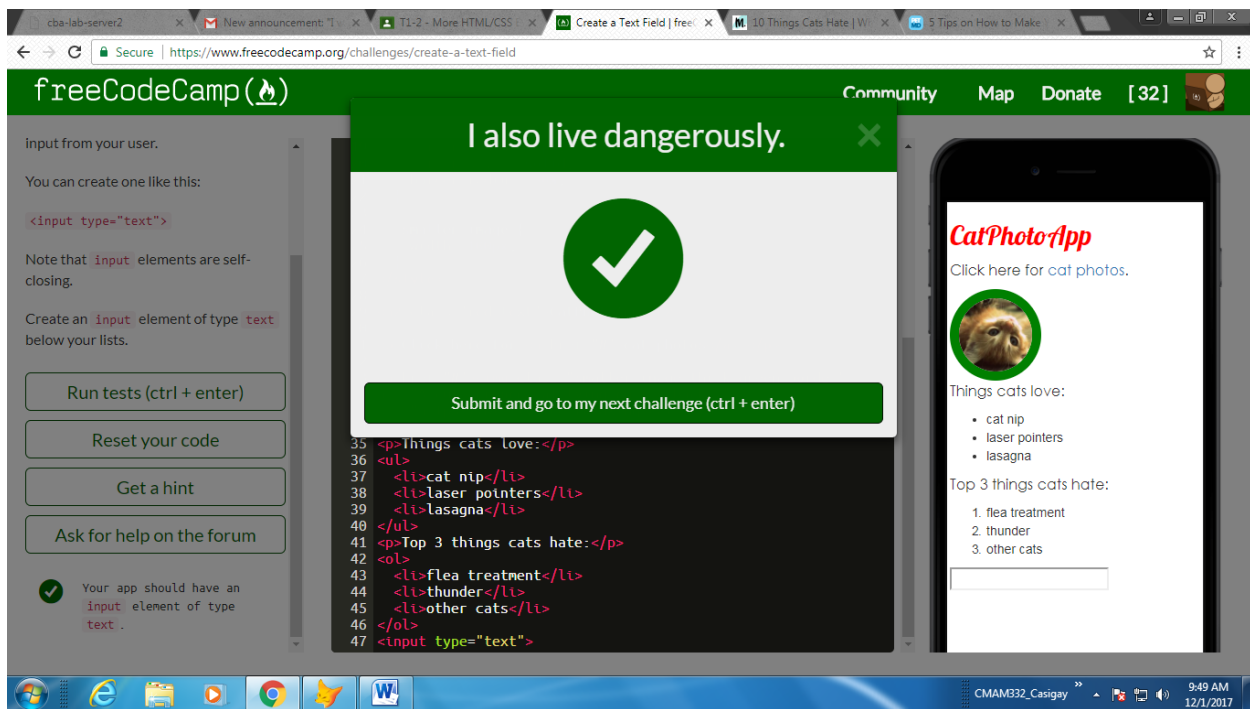 cba-lab-server2
New announcement: "I
T1-2 - More HTML/CSS
Create a Text Field | free
10 Things Cats Hate | W
5 Tips on How to Make
Secure | https://www.freecodecamp.org/challenges/create-a-text-field
freeCodeCamp
Community Map Donate [ 32 ]
input from your user.
You can create one like this:
<input type="text">
Note that input elements are self-
closing.
Create an input element of type text
below your lists.
Run tests (ctrl + enter)
Reset your code
Get a hint
Ask for help on the forum
Your app should have an
input element of type
text .
I also live dangerously.
Submit and go to my next challenge (ctrl + enter)
35 <p>Things cats love:</p>
36 <ul>
37 <li>cat nip</li>
38 <li>laser pointers</li>
39 <li>lasagna</li>
40 </ul>
41 <p>Top 3 things cats hate:</p>
42 <ol>
43 <li>flea treatment</li>
44 <li>thunder</li>
45 <li>other cats</li>
46 </ol>
47 <input type="text">
CatPhotoApp
Click here for cat photos.
Things cats love:
• cat nip
• laser pointers
• lasagna
Top 3 things cats hate:
1. flea treatment
2. thunder
3. other cats
CMAM332_Casigay
9:49 AM
12/1/2017